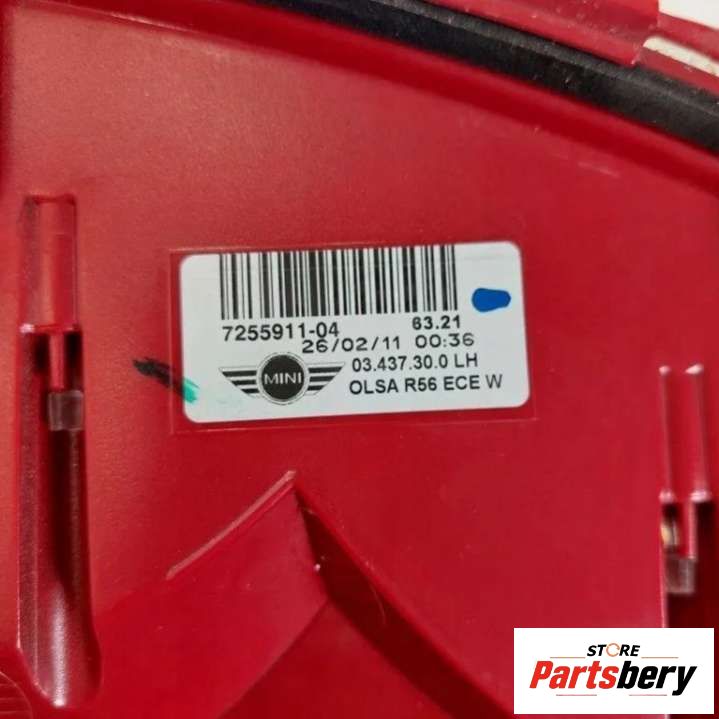 7255911-04 63.21
26/02/11 00:36
MINI 03.437.30.0 LH
OLSA R56 ECE W
STORE
Partsbery